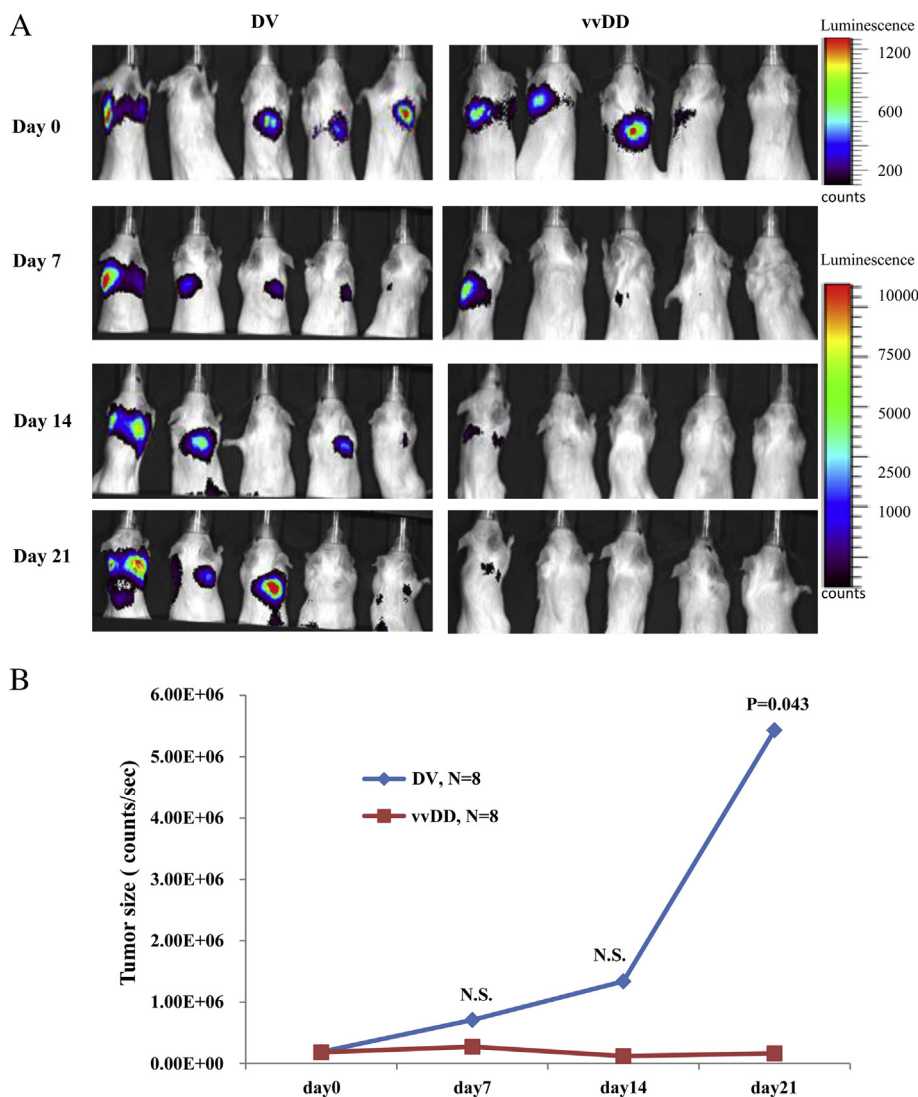 A
DV
vvDD
Luminescence
1200
600
200
counts
Day 0
Day 7
Luminescence
10000
7500
5000
2500
1000
counts
Day 14
Day 21
B
6.00E+06
5.00E+06
4.00E+06
3.00E+06
2.00E+06
1.00E+06
0.00E+00
Tumor size ( counts/sec)
DV, N=8
vvDD, N=8
N.S.
N.S.
P=0.043
day0
day7
day14
day21